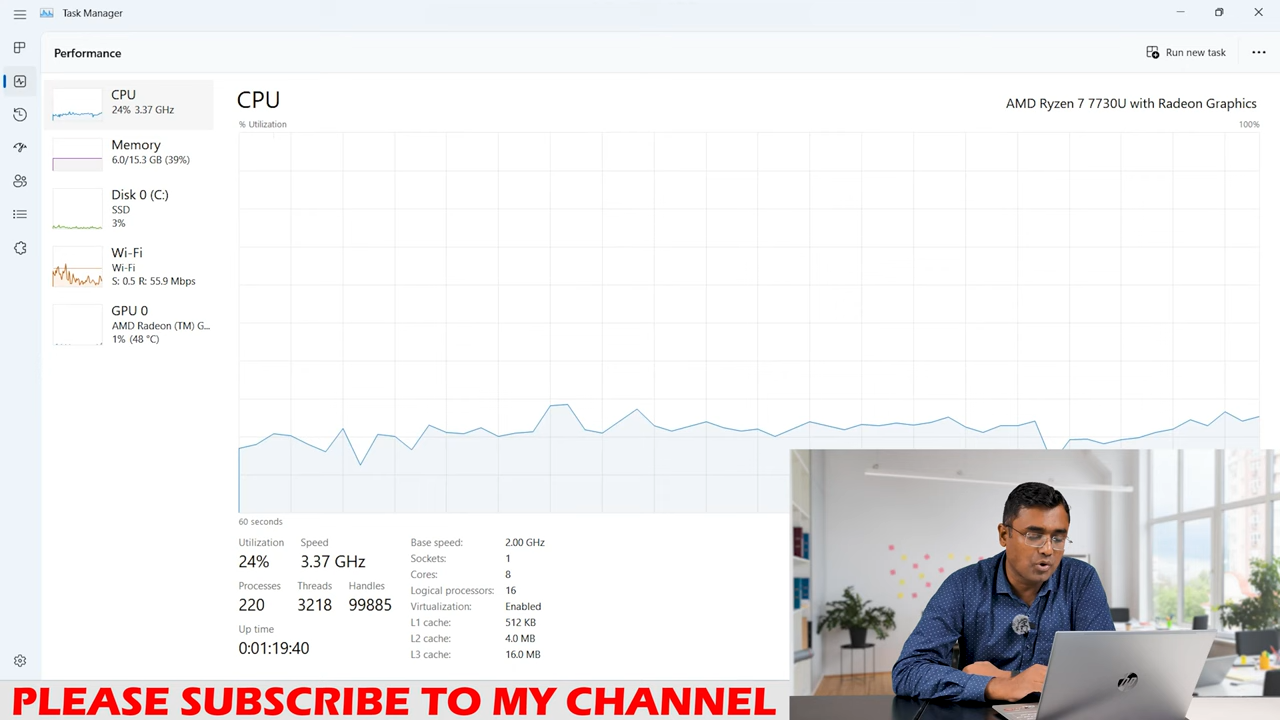 Task Manager
Performance
Run new task
CPU
24% 3.37 GHz
Memory
6.0/15.3 GB (39%)
Disk 0 (C:)
SSD
3%
Wi-Fi
Wi-Fi
S: 0.5 R: 55.9 Mbps
GPU 0
AMD Radeon (TM) G...
1% (48 °C)
CPU
AMD Ryzen 7 7730U with Radeon Graphics
% Utilization
100%
60 seconds
Utilization
Speed
24%
3.37 GHz
Processes
Threads
Handles
220
3218
99885
Up time
0:01:19:40
Base speed:
2.00 GHz
Sockets:
1
Cores:
8
Logical processors:
16
Virtualization:
Enabled
L1 cache:
512 KB
L2 cache:
4.0 MB
L3 cache:
16.0 MB
hp
PLEASE SUBSCRIBE TO MY CHANNEL